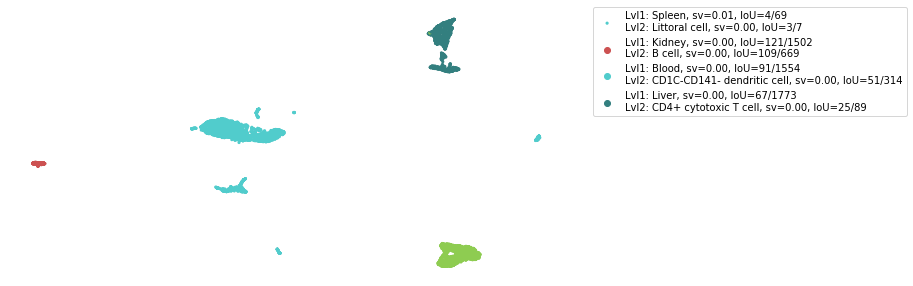 Lvl1: Spleen, sv=0.01, IoU=4/69
Lvl2: Littoral cell, sv=0.00, IoU=3/7
Lvl1: Kidney, sv=0.00, IoU=121/1502
Lvl2: B cell, sv=0.00, IoU=109/669
Lvl1: Blood, sv=0.00, IoU=91/1554
Lvl2: CD1C-CD141- dendritic cell, sv=0.00, IoU=51/314
Lvl1: Liver, sv=0.00, IoU=67/1773
Lvl2: CD4+ cytotoxic T cell, sv=0.00, IoU=25/89